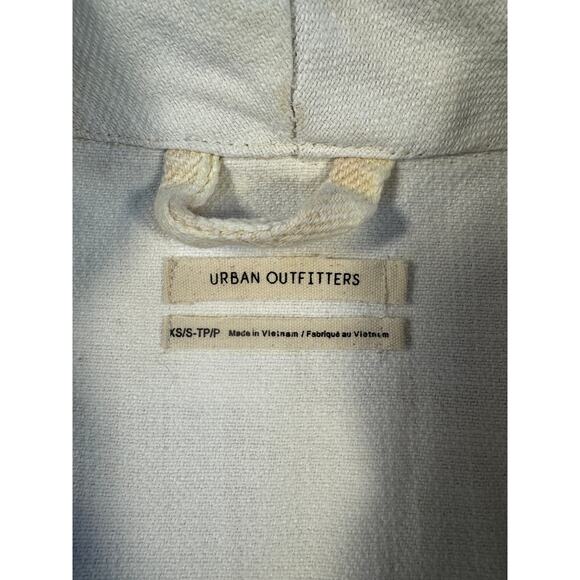 URBAN OUTFITTERS
XS/S-TP/P Made in Vietnam / Fabriqué au Vietnam